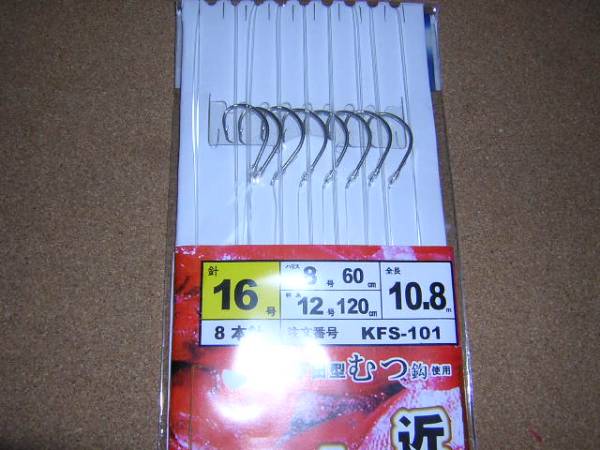 針 ハリス 8号 60cm 全長
16号 幹糸 12号 120cm 10.8m
8本針 注文番号 KFS-101
型むつ鈎使用
近